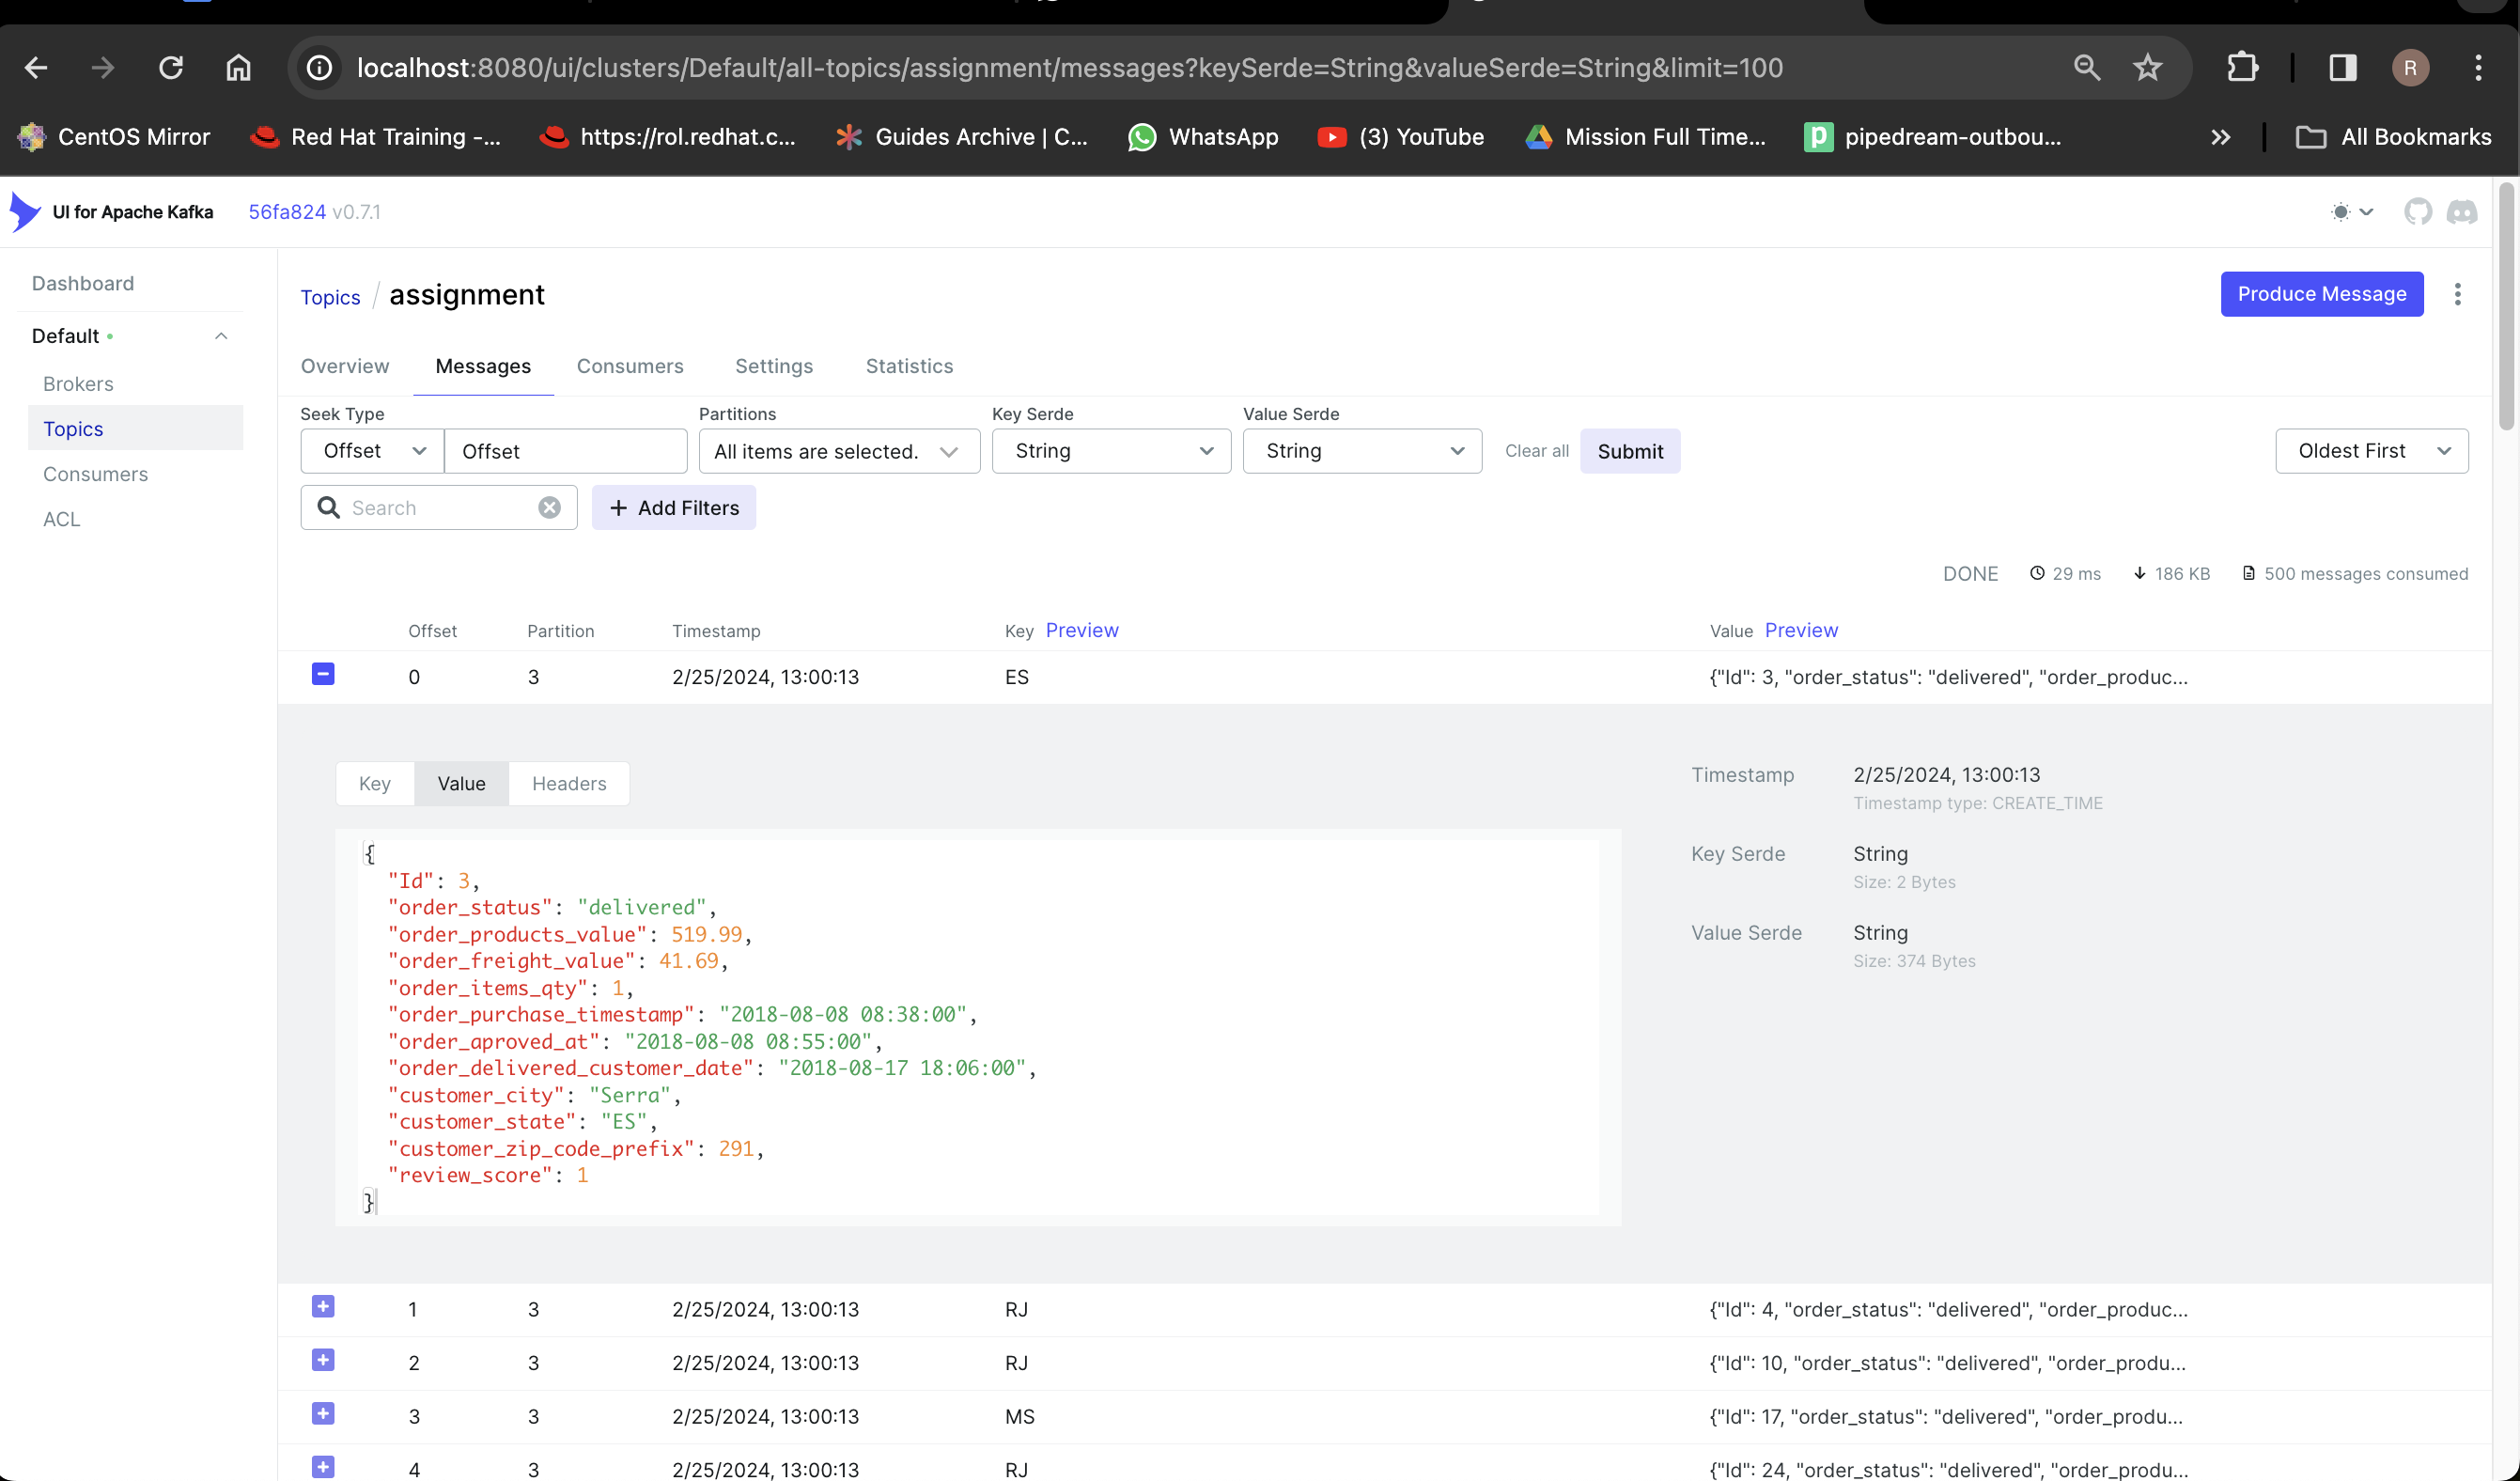 localhost:8080/ui/clusters/Default/all-topics/assignment/messages?keySerde=String&valueSerde=String&limit=100
R
CentOS Mirror Red Hat Training -... https://rol.redhat.c... Guides Archive | C... WhatsApp (3) YouTube Mission Full Time... pipedream-outbou... All Bookmarks
UI for Apache Kafka 56fa824 v0.7.1
Dashboard
Default
Brokers
Topics
Consumers
ACL
Topics / assignment
Produce Message
Overview Messages Consumers Settings Statistics
Seek Type Partitions Key Serde Value Serde
Offset Offset All items are selected. String String Clear all Submit Oldest First
Search + Add Filters
DONE 29 ms 186 KB 500 messages consumed
Offset Partition Timestamp Key Preview Value Preview
0 3 2/25/2024, 13:00:13 ES {"Id": 3, "order_status": "delivered", "order_produc...
Key Value Headers
{
"Id": 3,
"order_status": "delivered",
"order_products_value": 519.99,
"order_freight_value": 41.69,
"order_items_qty": 1,
"order_purchase_timestamp": "2018-08-08 08:38:00",
"order_aproved_at": "2018-08-08 08:55:00",
"order_delivered_customer_date": "2018-08-17 18:06:00",
"customer_city": "Serra",
"customer_state": "ES",
"customer_zip_code_prefix": 291,
"review_score": 1
}
Timestamp 2/25/2024, 13:00:13
Timestamp type: CREATE_TIME
Key Serde String
Size: 2 Bytes
Value Serde String
Size: 374 Bytes
1 3 2/25/2024, 13:00:13 RJ {"Id": 4, "order_status": "delivered", "order_produc...
2 3 2/25/2024, 13:00:13 RJ {"Id": 10, "order_status": "delivered", "order_produ...
3 3 2/25/2024, 13:00:13 MS {"Id": 17, "order_status": "delivered", "order_produ...
4 3 2/25/2024, 13:00:13 RJ {"Id": 24, "order_status": "delivered", "order_produ...